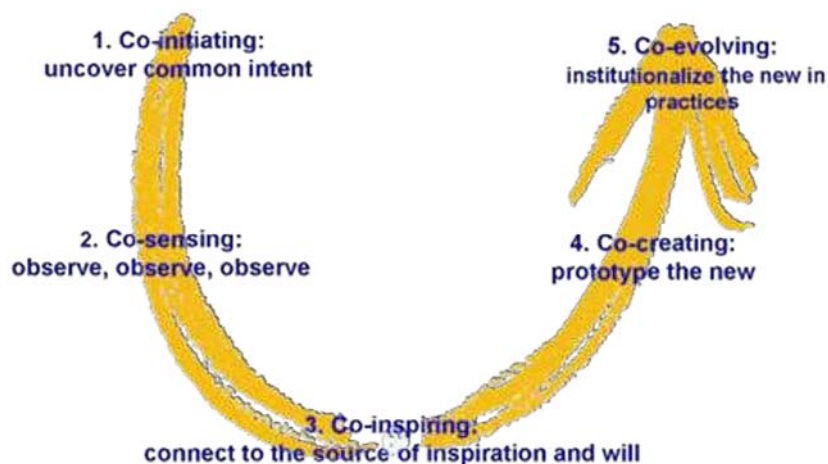 1. Co-initiating:
uncover common intent
2. Co-sensing:
observe, observe, observe
3. Co-inspiring:
connect to the source of inspiration and will
4. Co-creating:
prototype the new
5. Co-evolving:
institutionalize the new in
practices